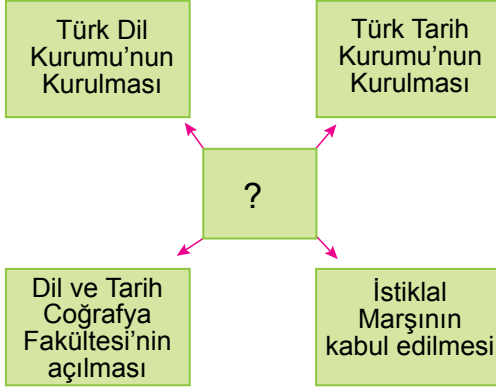 Türk Dil
Kurumu’nun
Kurulması
Türk Tarih
Kurumu’nun
Kurulması
?
Dil ve Tarih
Coğrafya
Fakültesi’nin
açılması
İstiklal
Marşının
kabul edilmesi